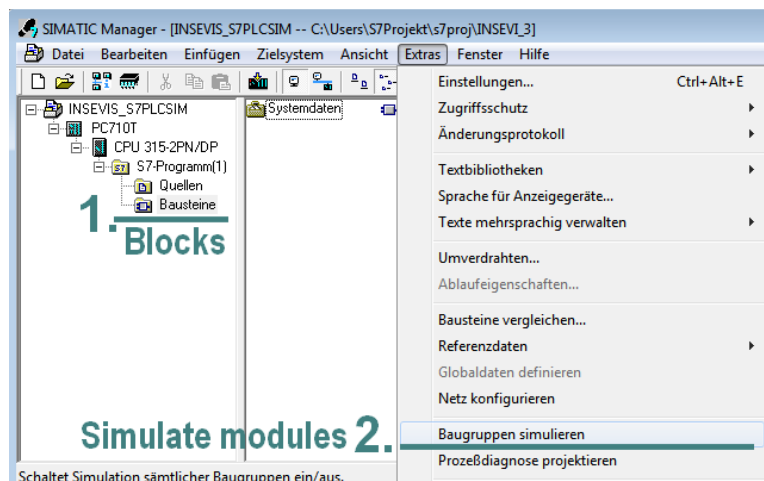 SIMATIC Manager - [INSEVIS_S7PLCSIM -- C:\Users\S7Projekt\s7proj\INSEVI_3]
Datei Bearbeiten Einfügen Zielsystem Ansicht Extras Fenster Hilfe
INSEVIS_S7PLCSIM
PC710T
CPU 315-2PN/DP
S7-Programm(1)
Quellen
Bausteine
1. Blocks
Systemdaten
Einstellungen... Ctrl+Alt+E
Zugriffsschutz
Änderungsprotokoll
Textbibliotheken
Sprache für Anzeigegeräte...
Texte mehrsprachig verwalten
Umverdrahten...
Ablaufeigenschaften...
Bausteine vergleichen...
Referenzdaten
Globaldaten definieren
Netz konfigurieren
Simulate modules 2.
Baugruppen simulieren
Prozeßdiagnose projektieren
Schaltet Simulation sämtlicher Baugruppen ein/aus.